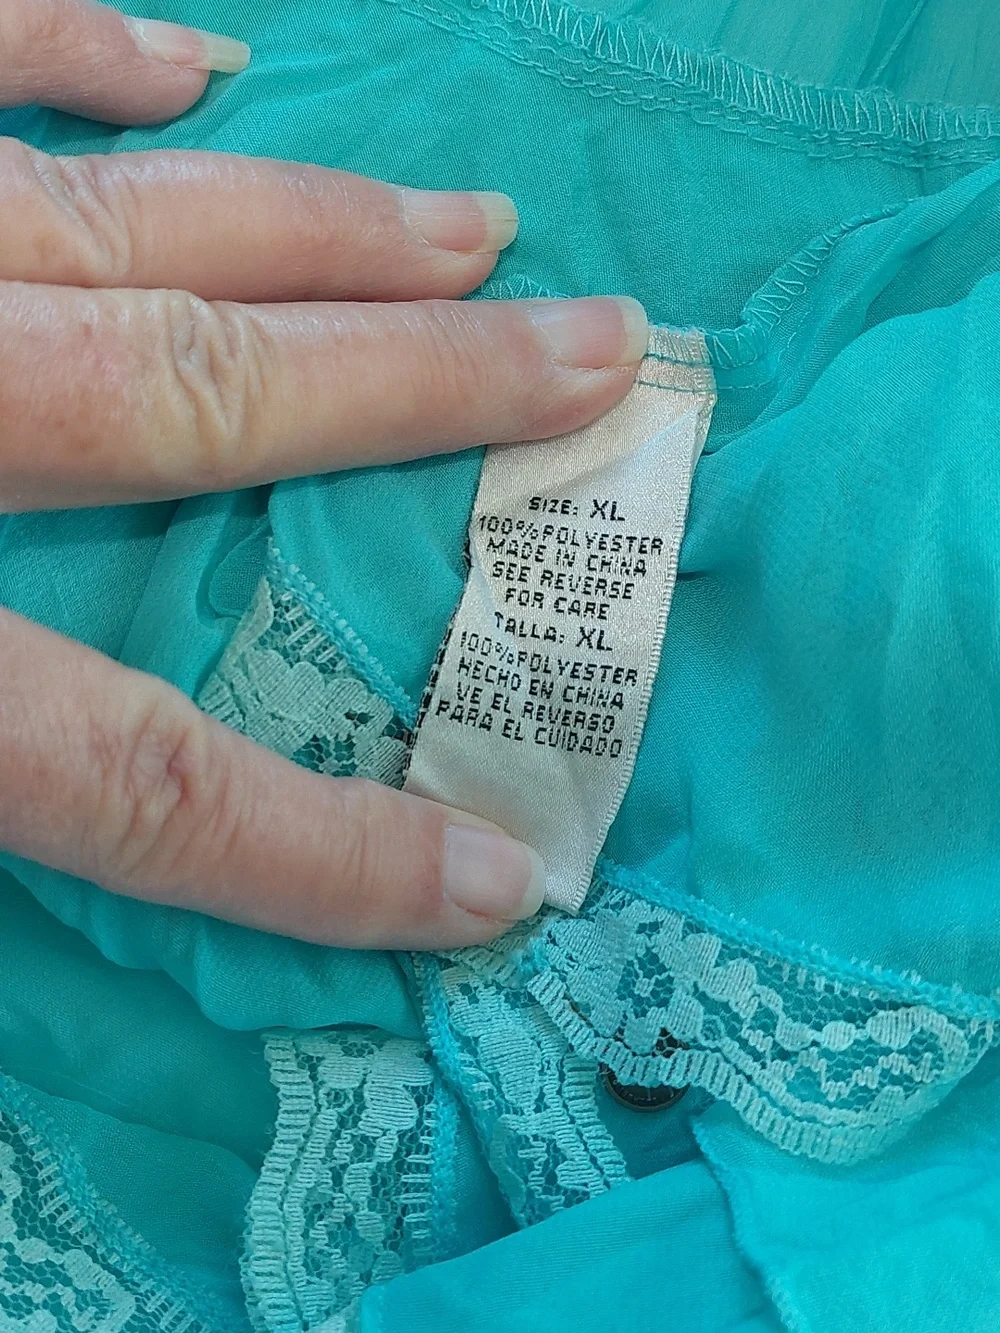 SIZE: XL
100%POLYESTER
MADE IN CHINA
SEE REVERSE
FOR CARE
TALLA: XL
100%POLYESTER
HECHO EN CHINA
VE EL REVERSO
PARA EL CUIDADO